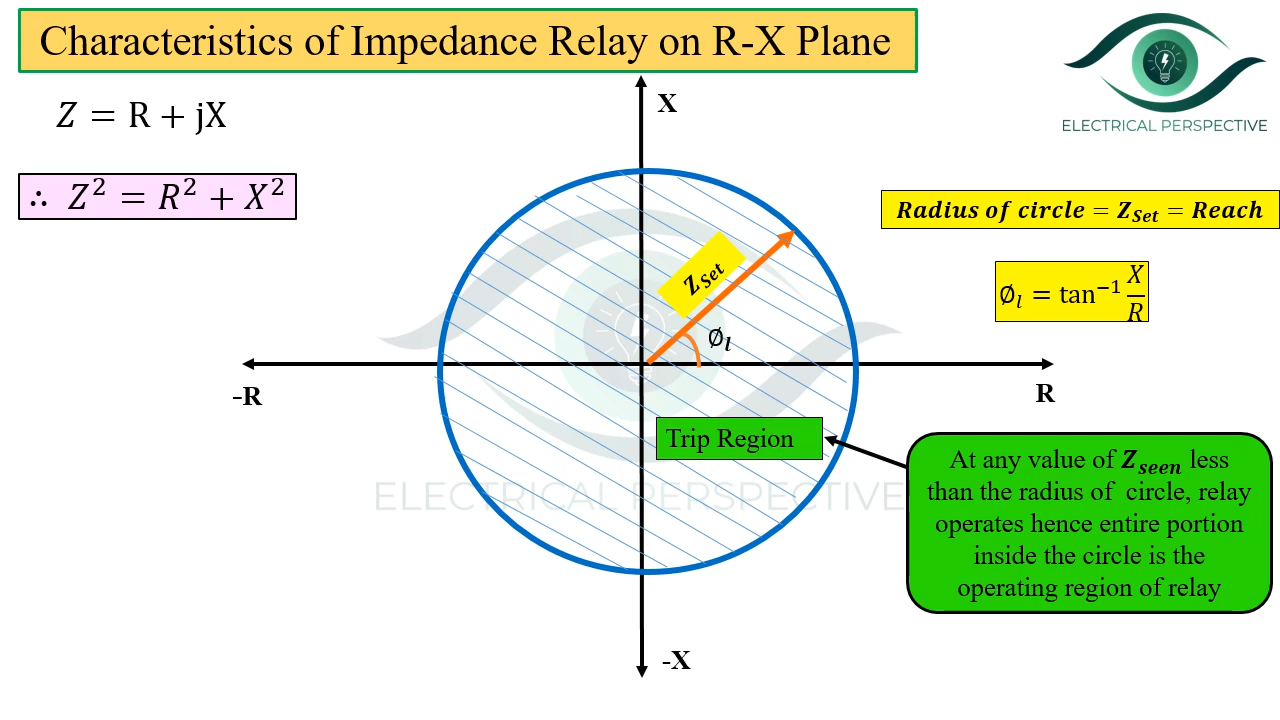 Characteristics of Impedance Relay on R-X Plane
ELECTRICAL PERSPECTIVE
Z = R + jX
∴ Z² = R² + X²
X
Radius of circle = Z_Set = Reach
Z_Set
∅_l = tan⁻¹ X/R
∅_l
-R
R
Trip Region
At any value of Z_seen less
than the radius of circle, relay
operates hence entire portion
inside the circle is the
operating region of relay
ELECTRICAL PERSPECTIVE
-X